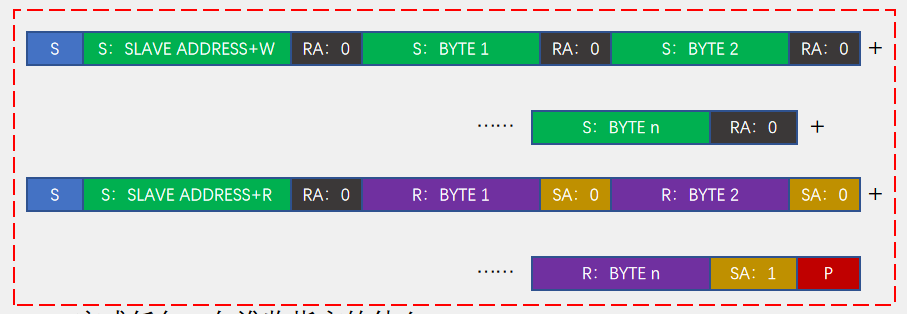 S S：SLAVE ADDRESS+W RA：0 S：BYTE 1 RA：0 S：BYTE 2 RA：0 +
…… S：BYTE n RA：0 +
S S：SLAVE ADDRESS+R RA：0 R：BYTE 1 SA：0 R：BYTE 2 SA：0 +
…… R：BYTE n SA：1 P